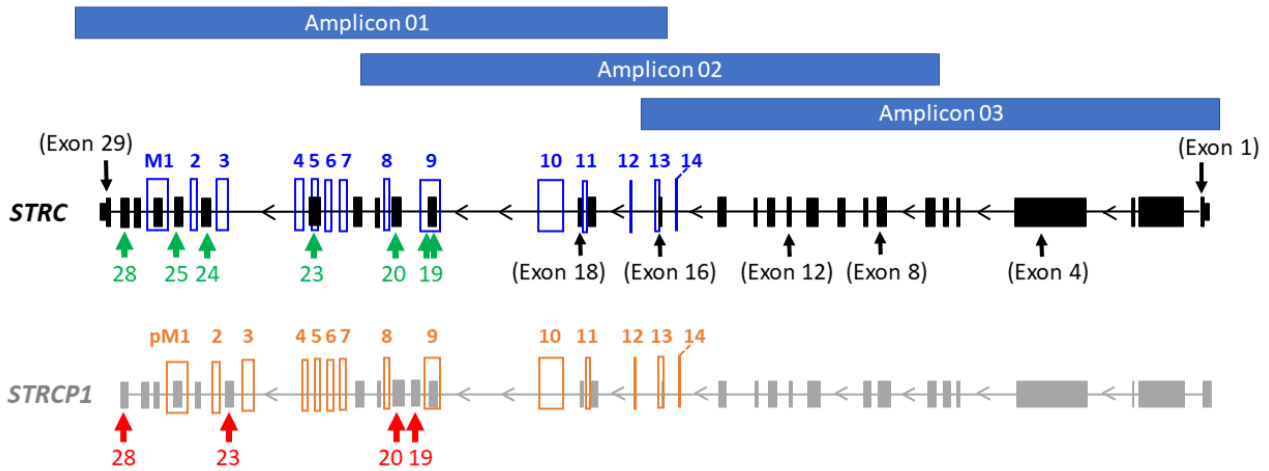 Amplicon 01
Amplicon 02
Amplicon 03
(Exon 29)
(Exon 1)
M1 2 3 4 5 6 7 8 9 10 11 12 13 14
STRC
28 25 24 23 20 19 (Exon 18) (Exon 16) (Exon 12) (Exon 8) (Exon 4)
pM1 2 3 4 5 6 7 8 9 10 11 12 13 14
STRCP1
28 23 20 19